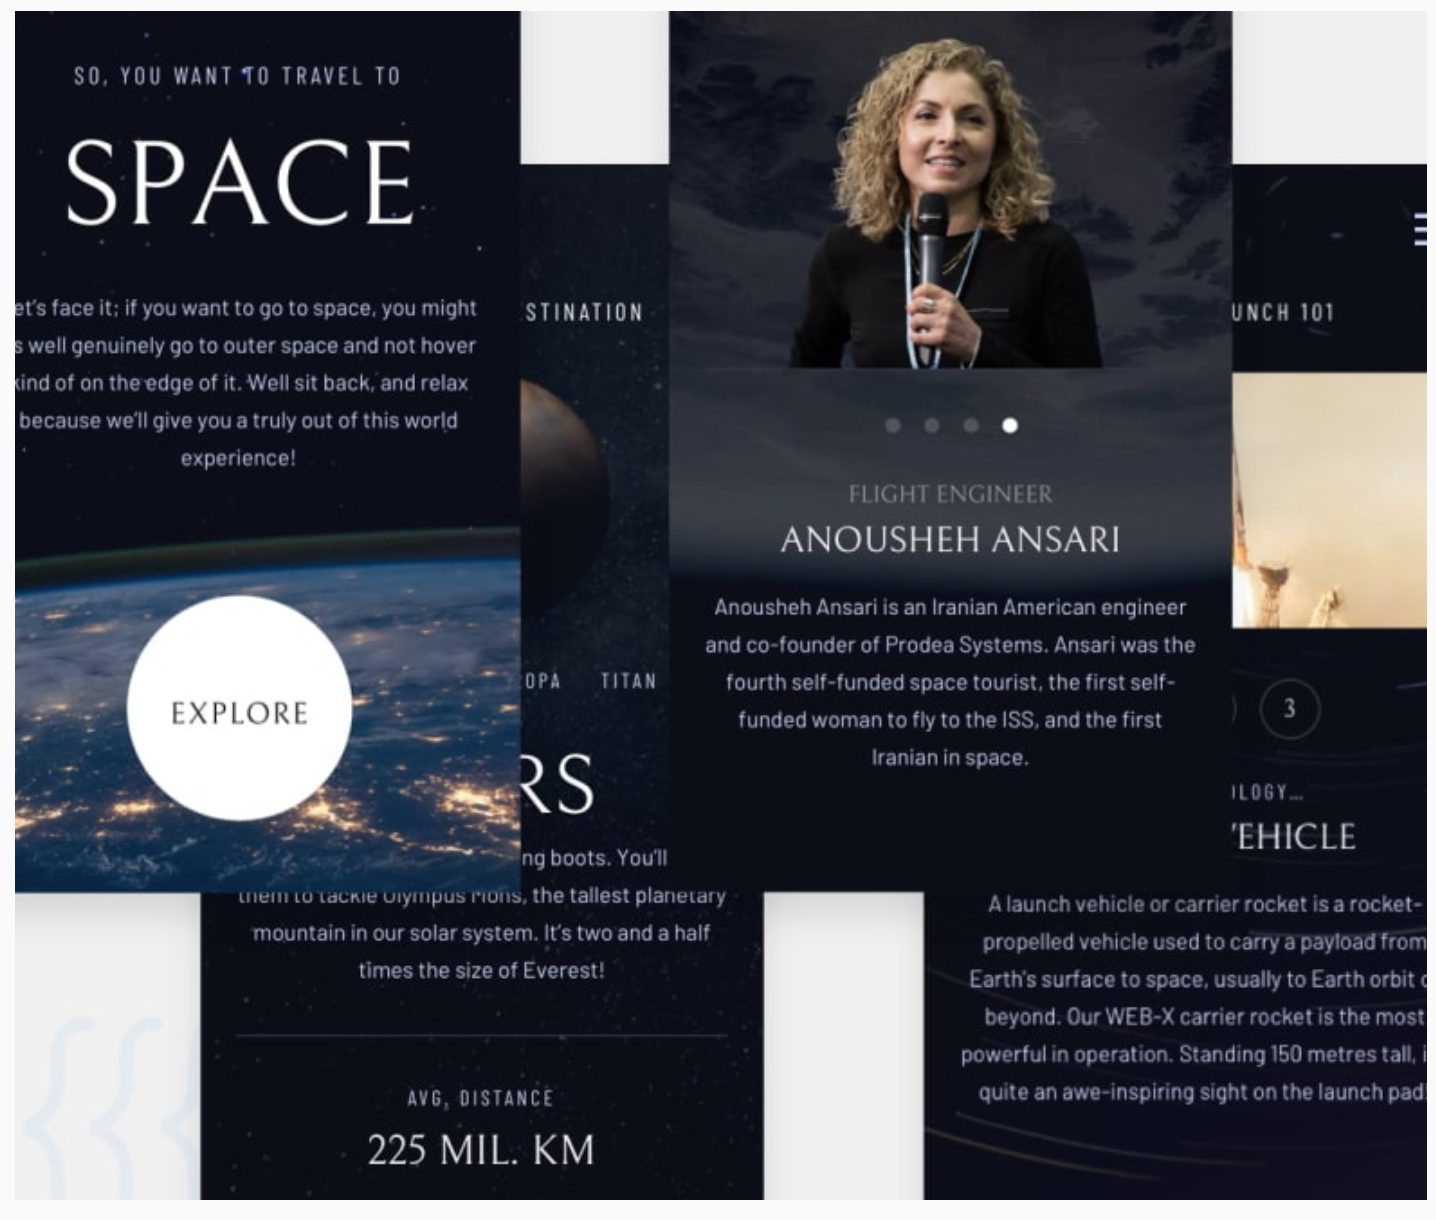 SO, YOU WANT TO TRAVEL TO
SPACE
et's face it; if you want to go to space, you might
s well genuinely go to outer space and not hover
kind of on the edge of it. Well sit back, and relax
because we'll give you a truly out of this world
experience!
EXPLORE
STINATION
OPA TITAN
RS
ng boots. You'll
them to tackle Olympus Mons, the tallest planetary
mountain in our solar system. It's two and a half
times the size of Everest!
AVG, DISTANCE
225 MIL. KM
FLIGHT ENGINEER
ANOUSHEH ANSARI
Anousheh Ansari is an Iranian American engineer
and co-founder of Prodea Systems. Ansari was the
fourth self-funded space tourist, the first self-
funded woman to fly to the ISS, and the first
Iranian in space.
UNCH 101
3
OLOGY...
VEHICLE
A launch vehicle or carrier rocket is a rocket-
propelled vehicle used to carry a payload from
Earth's surface to space, usually to Earth orbit o
beyond. Our WEB-X carrier rocket is the most
powerful in operation. Standing 150 metres tall, i
quite an awe-inspiring sight on the launch pad!